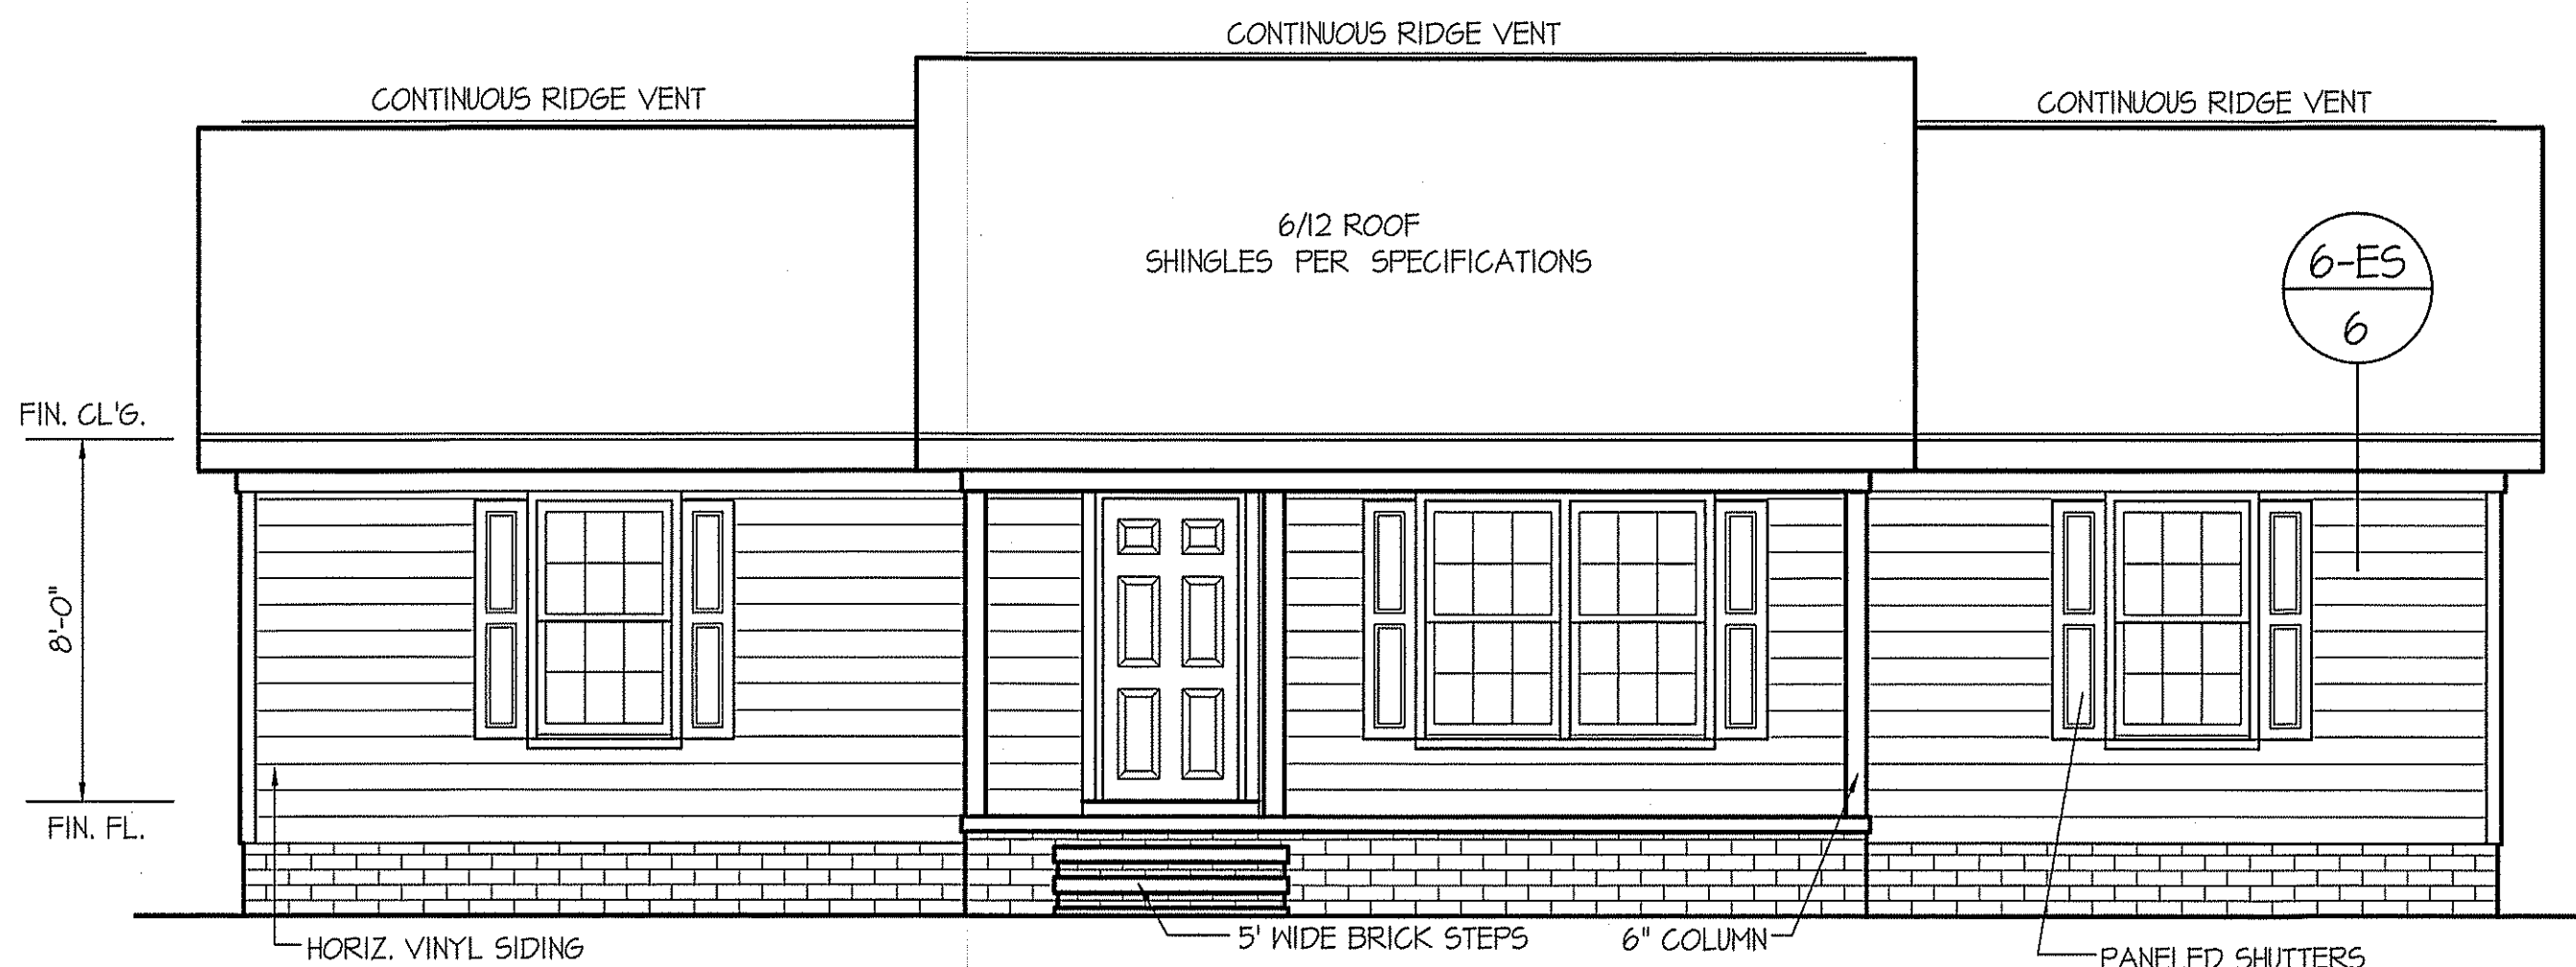 CONTINUOUS RIDGE VENT
CONTINUOUS RIDGE VENT
CONTINUOUS RIDGE VENT
6/12 ROOF
SHINGLES PER SPECIFICATIONS
6-ES
6
FIN. CL'G.
8'-0"
FIN. FL.
HORIZ. VINYL SIDING
5' WIDE BRICK STEPS
6" COLUMN
PANELED SHUTTERS